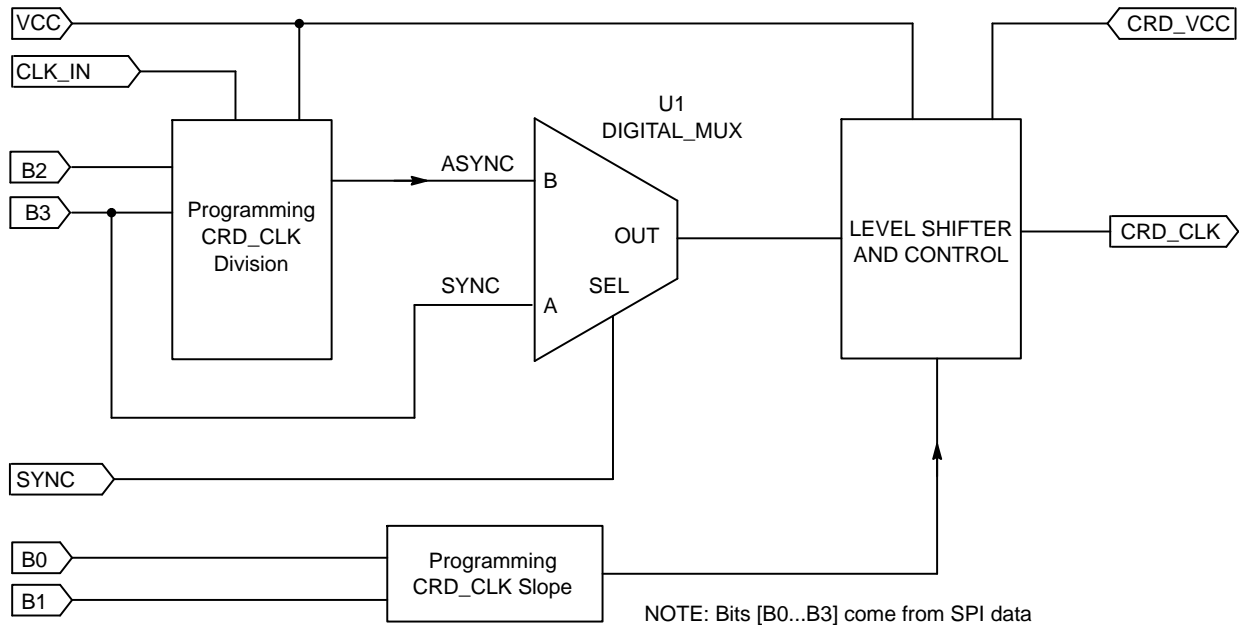 VCC
CRD_VCC
CLK_IN
U1
DIGITAL_MUX
B2
ASYNC
B
B3
Programming
CRD_CLK
Division
OUT
LEVEL SHIFTER
AND CONTROL
CRD_CLK
SYNC
SEL
A
SYNC
B0
Programming
CRD_CLK Slope
B1
NOTE: Bits [B0...B3] come from SPI data